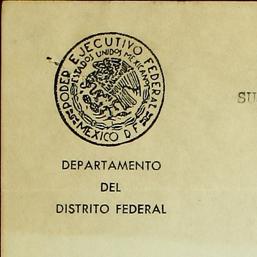 PODER EJECUTIVO FEDERAL
ESTADOS UNIDOS MEXICANOS
MEXICO D F
DEPARTAMENTO
DEL
DISTRITO FEDERAL